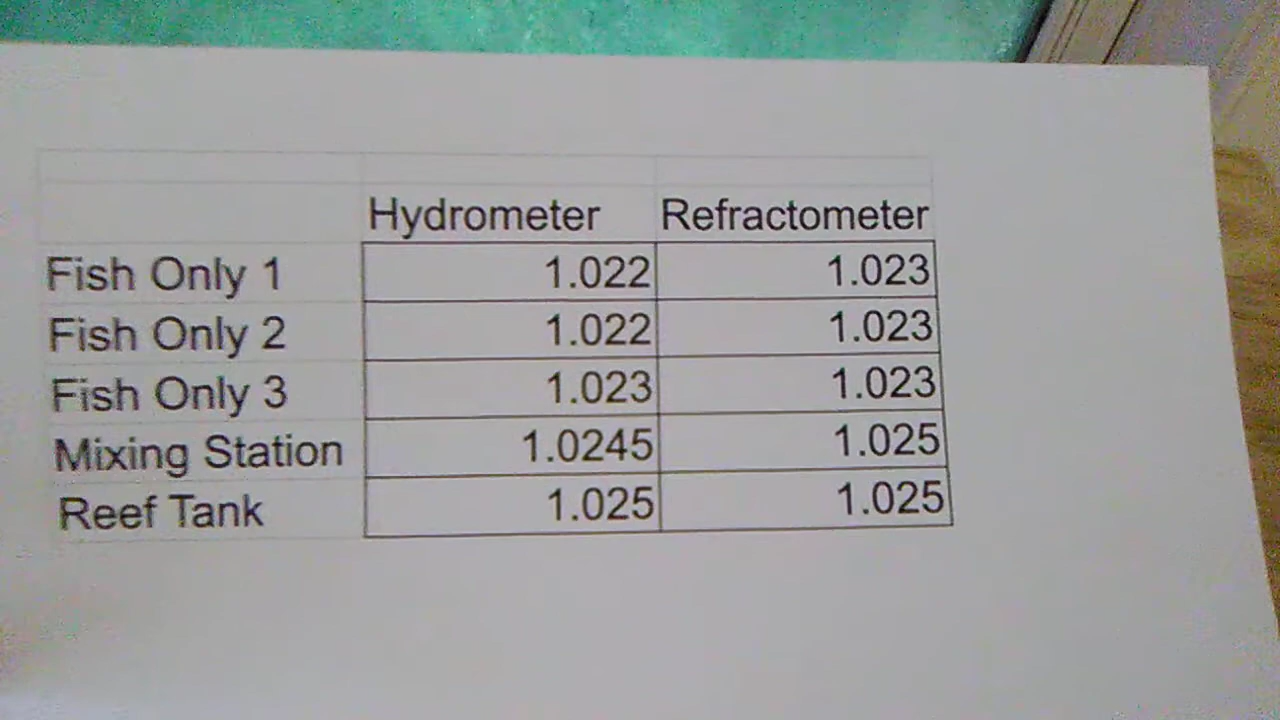 Hydrometer Refractometer
Fish Only 1 1.022 1.023
Fish Only 2 1.022 1.023
Fish Only 3 1.023 1.023
Mixing Station 1.0245 1.025
Reef Tank 1.025 1.025